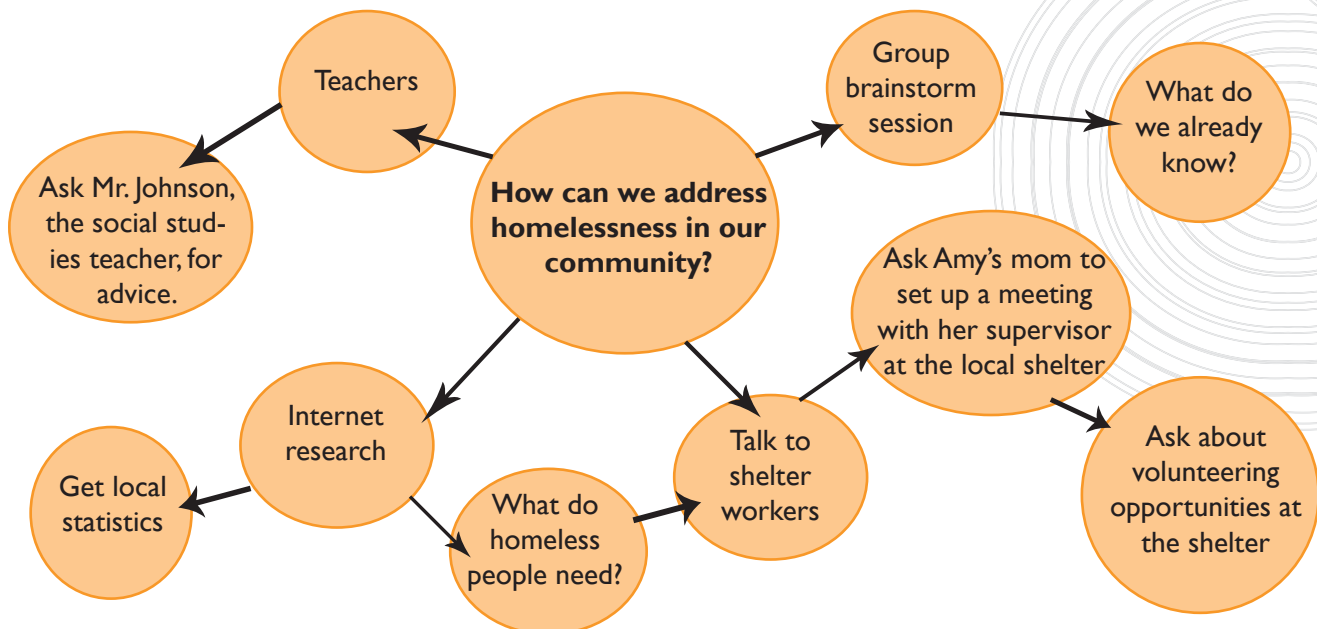 Teachers
Ask Mr. Johnson,
the social stud-
ies teacher, for
advice.
How can we address
homelessness in our
community?
Group
brainstorm
session
What do
we already
know?
Ask Amy's mom to
set up a meeting
with her supervisor
at the local shelter
Ask about
volunteering
opportunities at
the shelter
Internet
research
Get local
statistics
What do
homeless
people need?
Talk to
shelter
workers